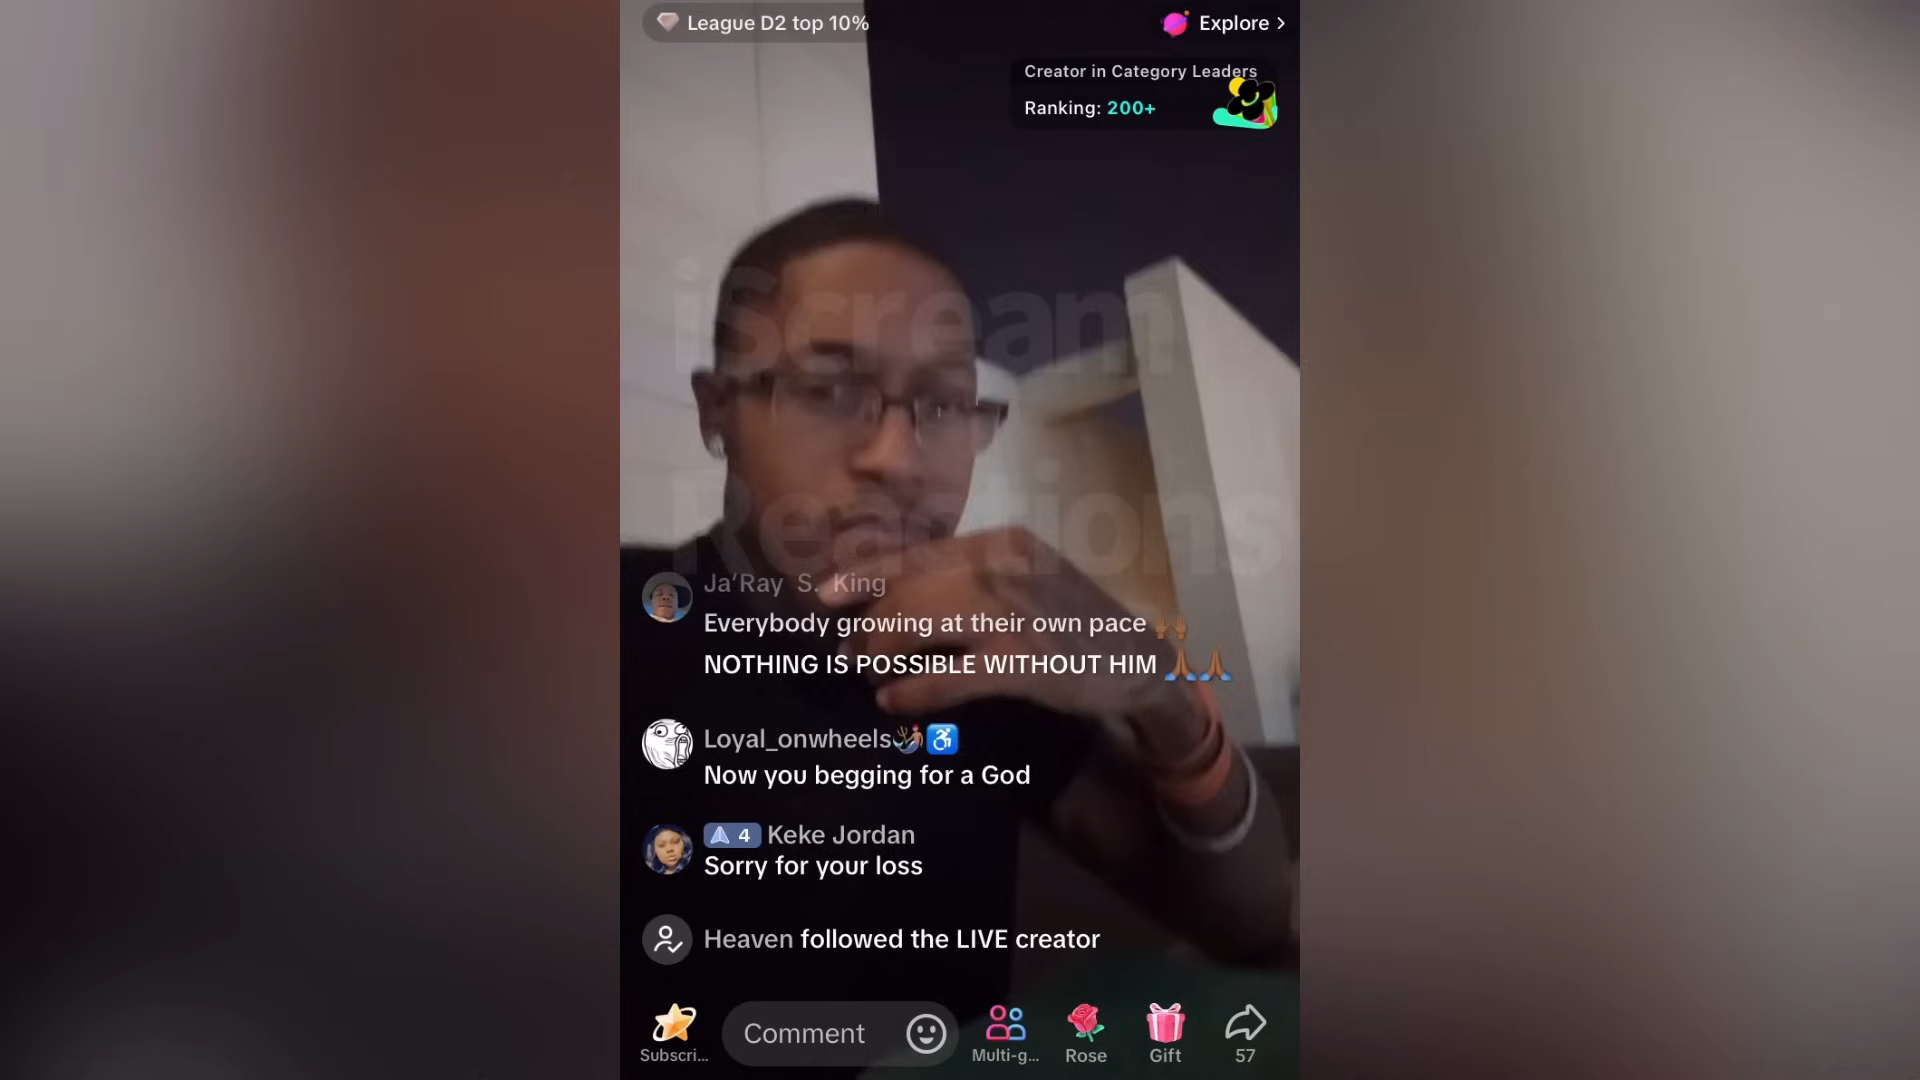 League D2 top 10%
Explore >
Creator in Category Leaders
Ranking: 200+
iScream
Reactions
Ja'Ray S. King
Everybody growing at their own pace 🙌🏾
NOTHING IS POSSIBLE WITHOUT HIM 🙏🏾🙏🏾
Loyal_onwheels🧜🏾‍♂️♿
Now you begging for a God
4 Keke Jordan
Sorry for your loss
Heaven followed the LIVE creator
Comment
Subscri...
Multi-g...
Rose
Gift
57